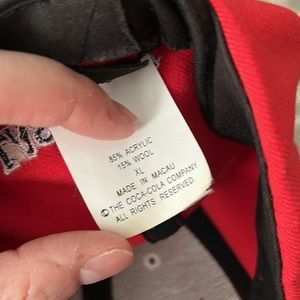 85% ACRYLIC
15% WOOL
XL
MADE IN MACAU
©THE COCA-COLA COMPANY
ALL RIGHTS RESERVED.